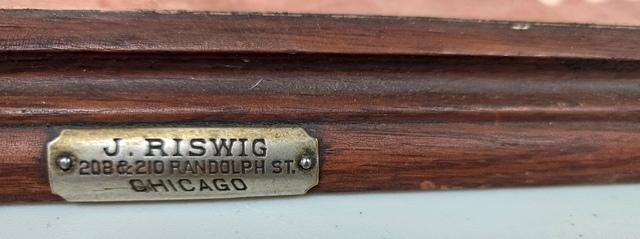 J. RISWIG
208 & 210 RANDOLPH ST.
CHICAGO